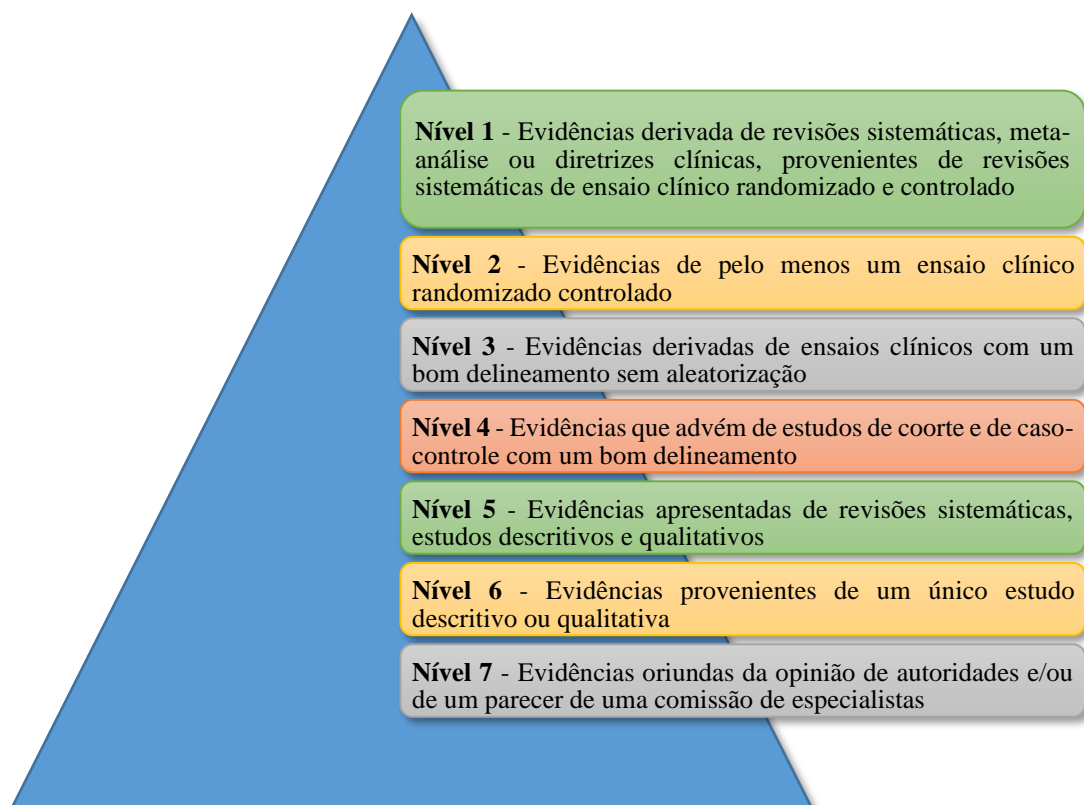 Nível 1 - Evidências derivada de revisões sistemáticas, meta-
análise ou diretrizes clínicas, provenientes de revisões
sistemáticas de ensaio clínico randomizado e controlado
Nível 2 - Evidências de pelo menos um ensaio clínico
randomizado controlado
Nível 3 - Evidências derivadas de ensaios clínicos com um
bom delineamento sem aleatorização
Nível 4 - Evidências que advém de estudos de coorte e de caso-
controle com um bom delineamento
Nível 5 - Evidências apresentadas de revisões sistemáticas,
estudos descritivos e qualitativos
Nível 6 - Evidências provenientes de um único estudo
descritivo ou qualitativa
Nível 7 - Evidências oriundas da opinião de autoridades e/ou
de um parecer de uma comissão de especialistas